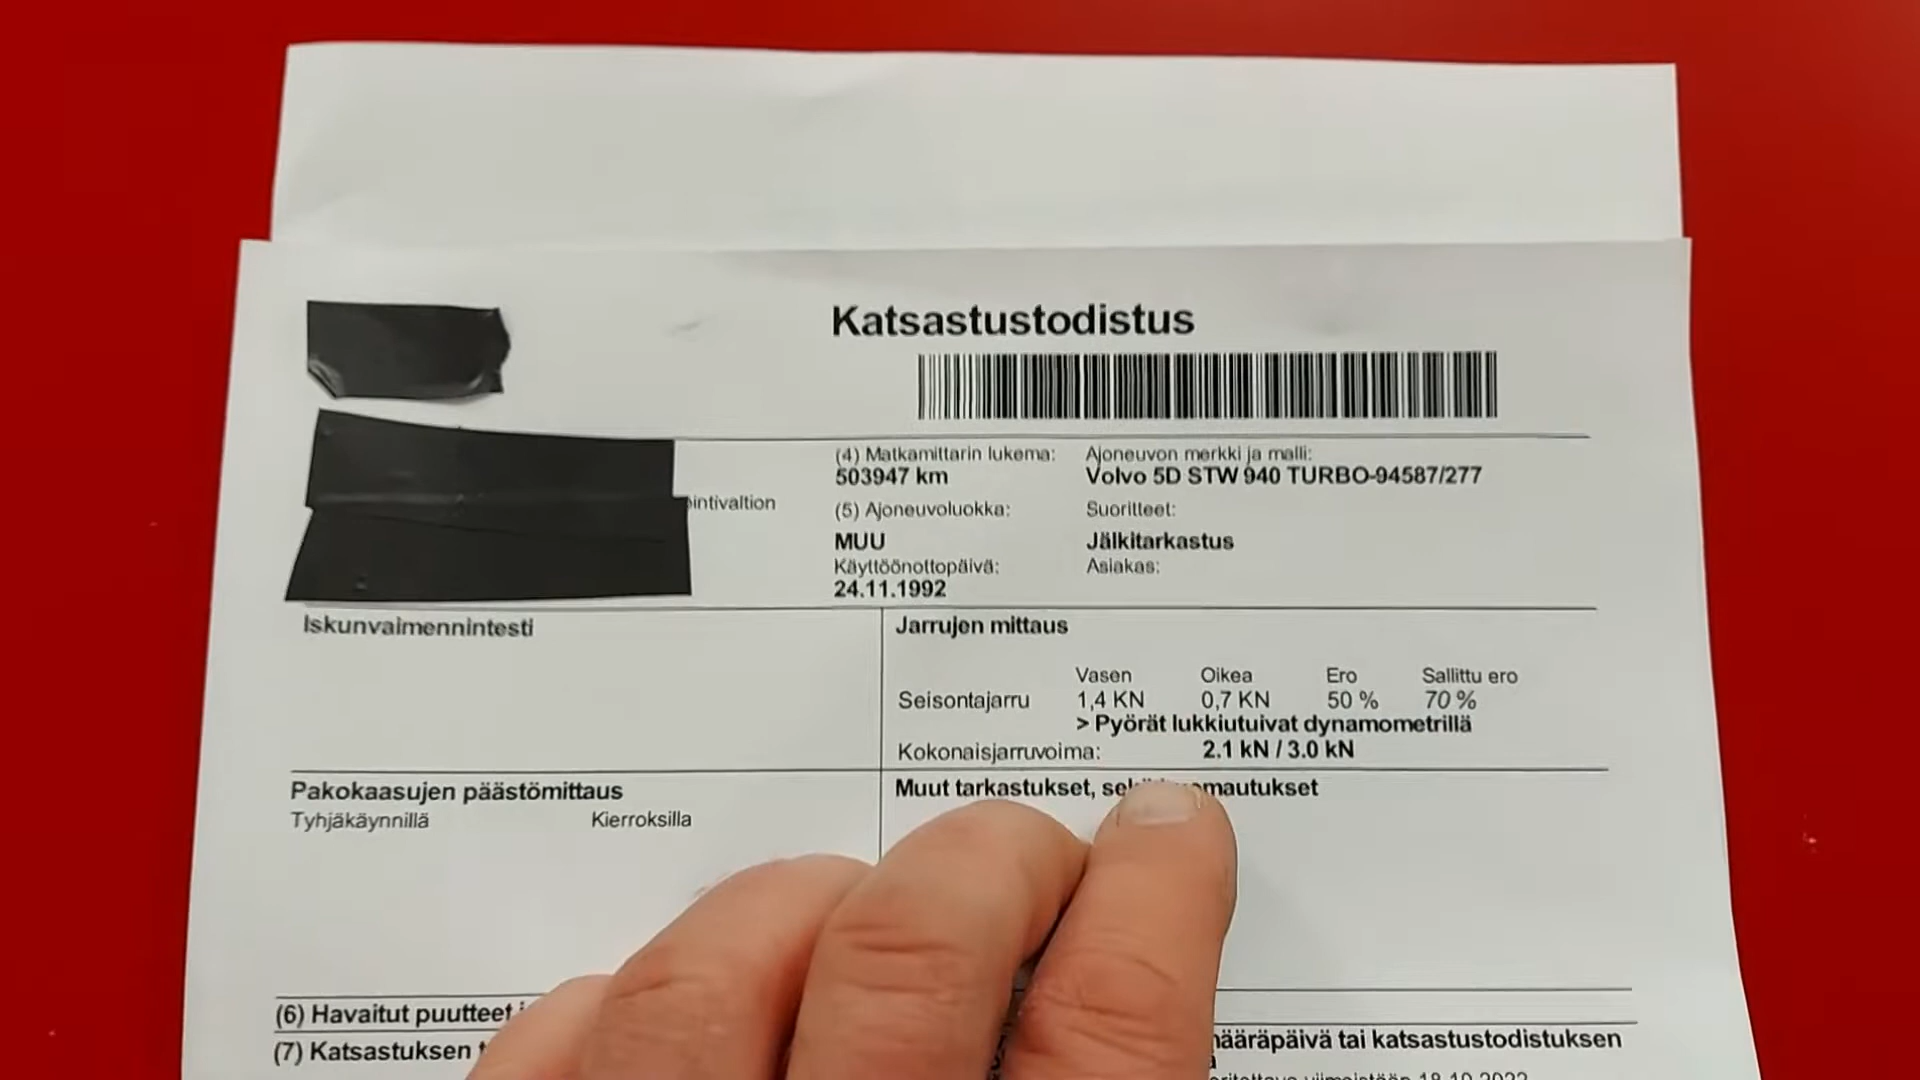 Katsastustodistus
(4) Matkamittarin lukema:
503947 km
Ajoneuvon merkki ja malli:
Volvo 5D STW 940 TURBO-94587/277
(5) Ajoneuvoluokka:
MUU
Suoritteet:
Jälkitarkastus
Käyttöönottopäivä:
24.11.1992
Asiakas:
Iskunvaimennintesti
Jarrujen mittaus
Vasen Oikea Ero Sallittu ero
Seisontajarru 1,4 KN 0,7 KN 50 % 70 %
> Pyörät lukkiutuivat dynamometrillä
Kokonaisjarruvoima: 2.1 kN / 3.0 kN
Pakokaasujen päästömittaus
Tyhjäkäynnillä Kierroksilla
Muut tarkastukset,
(6) Havaitut puutteet
(7) Katsastuksen
tai katsastustodistuksen
18.10.2022